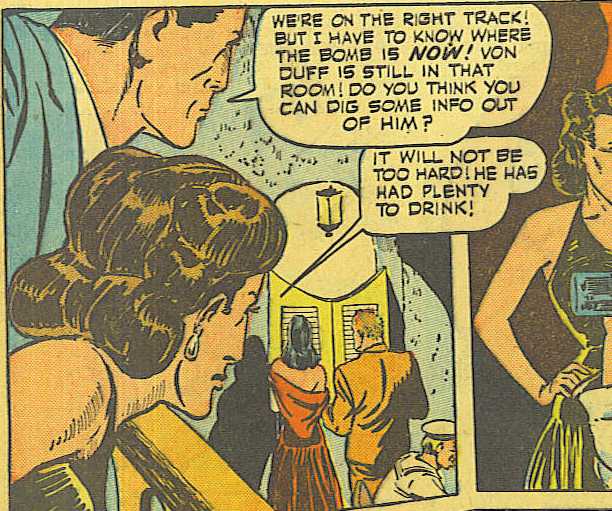 WE'RE ON THE RIGHT TRACK!
BUT I HAVE TO KNOW WHERE
THE BOMB IS NOW! VON
DUFF IS STILL IN THAT
ROOM! DO YOU THINK YOU
CAN DIG SOME INFO OUT
OF HIM?
IT WILL NOT BE
TOO HARD! HE HAS
HAD PLENTY
TO DRINK!